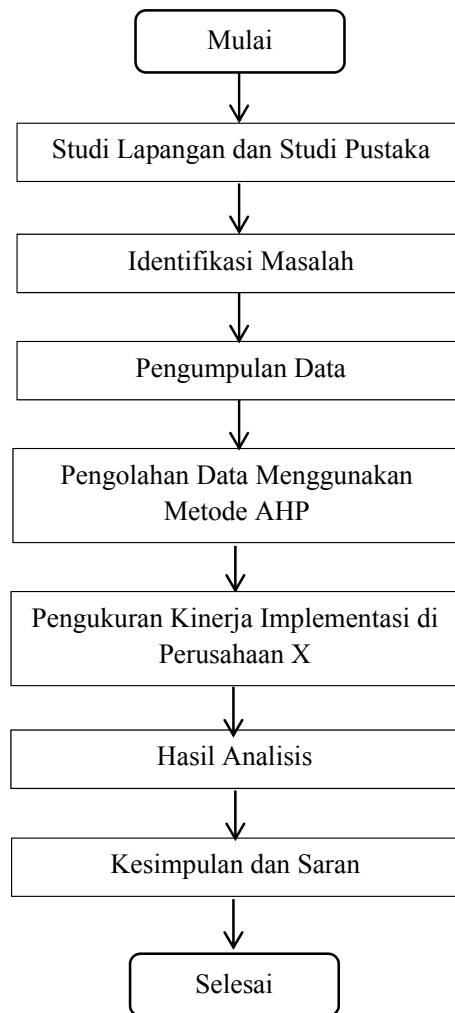 Mulai
Studi Lapangan dan Studi Pustaka
Identifikasi Masalah
Pengumpulan Data
Pengolahan Data Menggunakan
Metode AHP
Pengukuran Kinerja Implementasi di
Perusahaan X
Hasil Analisis
Kesimpulan dan Saran
Selesai